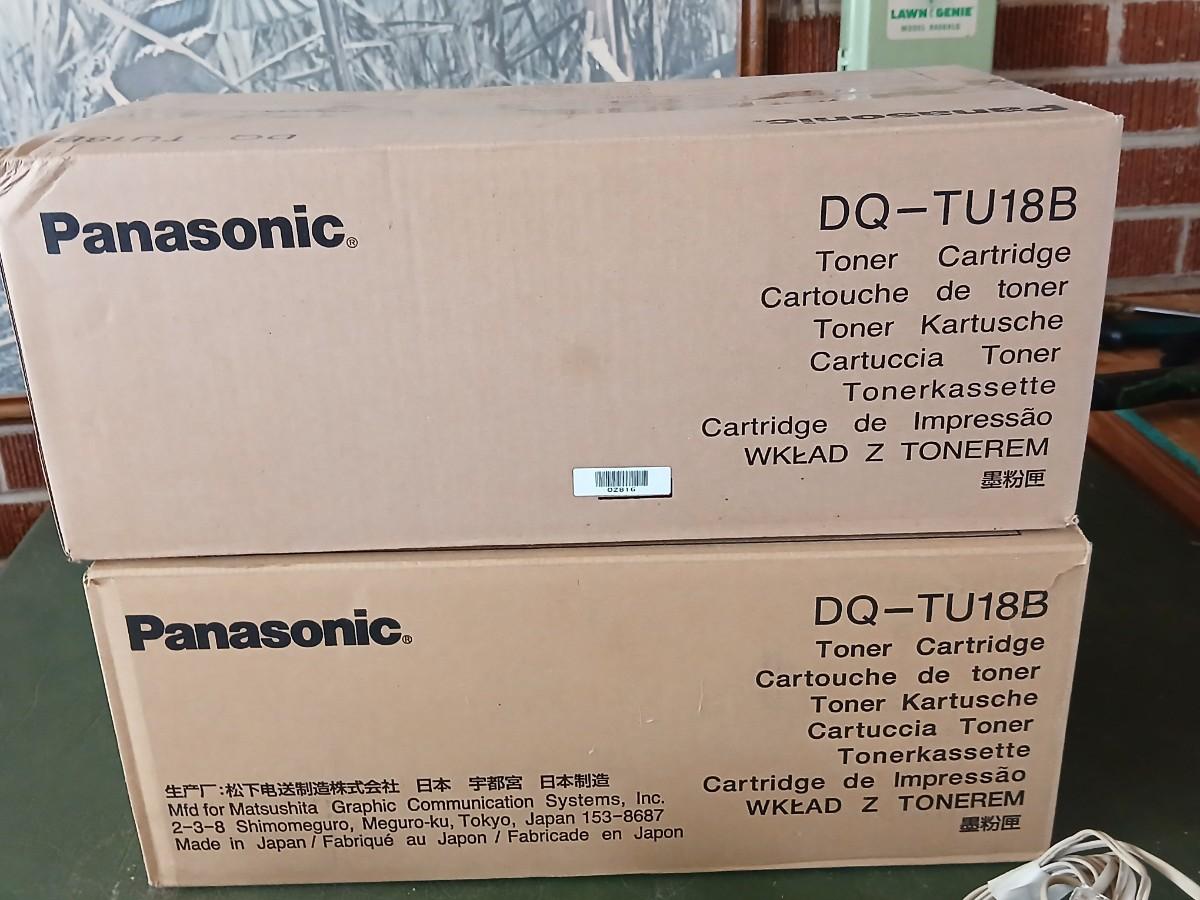 LAWN GENIE
Panasonic
DQ TU18B
Panasonic®
DQ-TU18B
Toner Cartridge
Cartouche de toner
Toner Kartusche
Cartuccia Toner
Tonerkassette
Cartridge de Impressão
WKŁAD Z TONEREM
墨粉匣
Panasonic®
DQ-TU18B
Toner Cartridge
Cartouche de toner
Toner Kartusche
Cartuccia Toner
Tonerkassette
Cartridge de Impressão
WKŁAD Z TONEREM
墨粉匣
生产厂:松下电送制造株式会社 日本 宇都宮 日本制造
Mfd for Matsushita Graphic Communication Systems, Inc.
2-3-8 Shimomeguro, Meguro-ku, Tokyo, Japan 153-8687
Made in Japan / Fabriqué au Japon / Fabricade en Japon